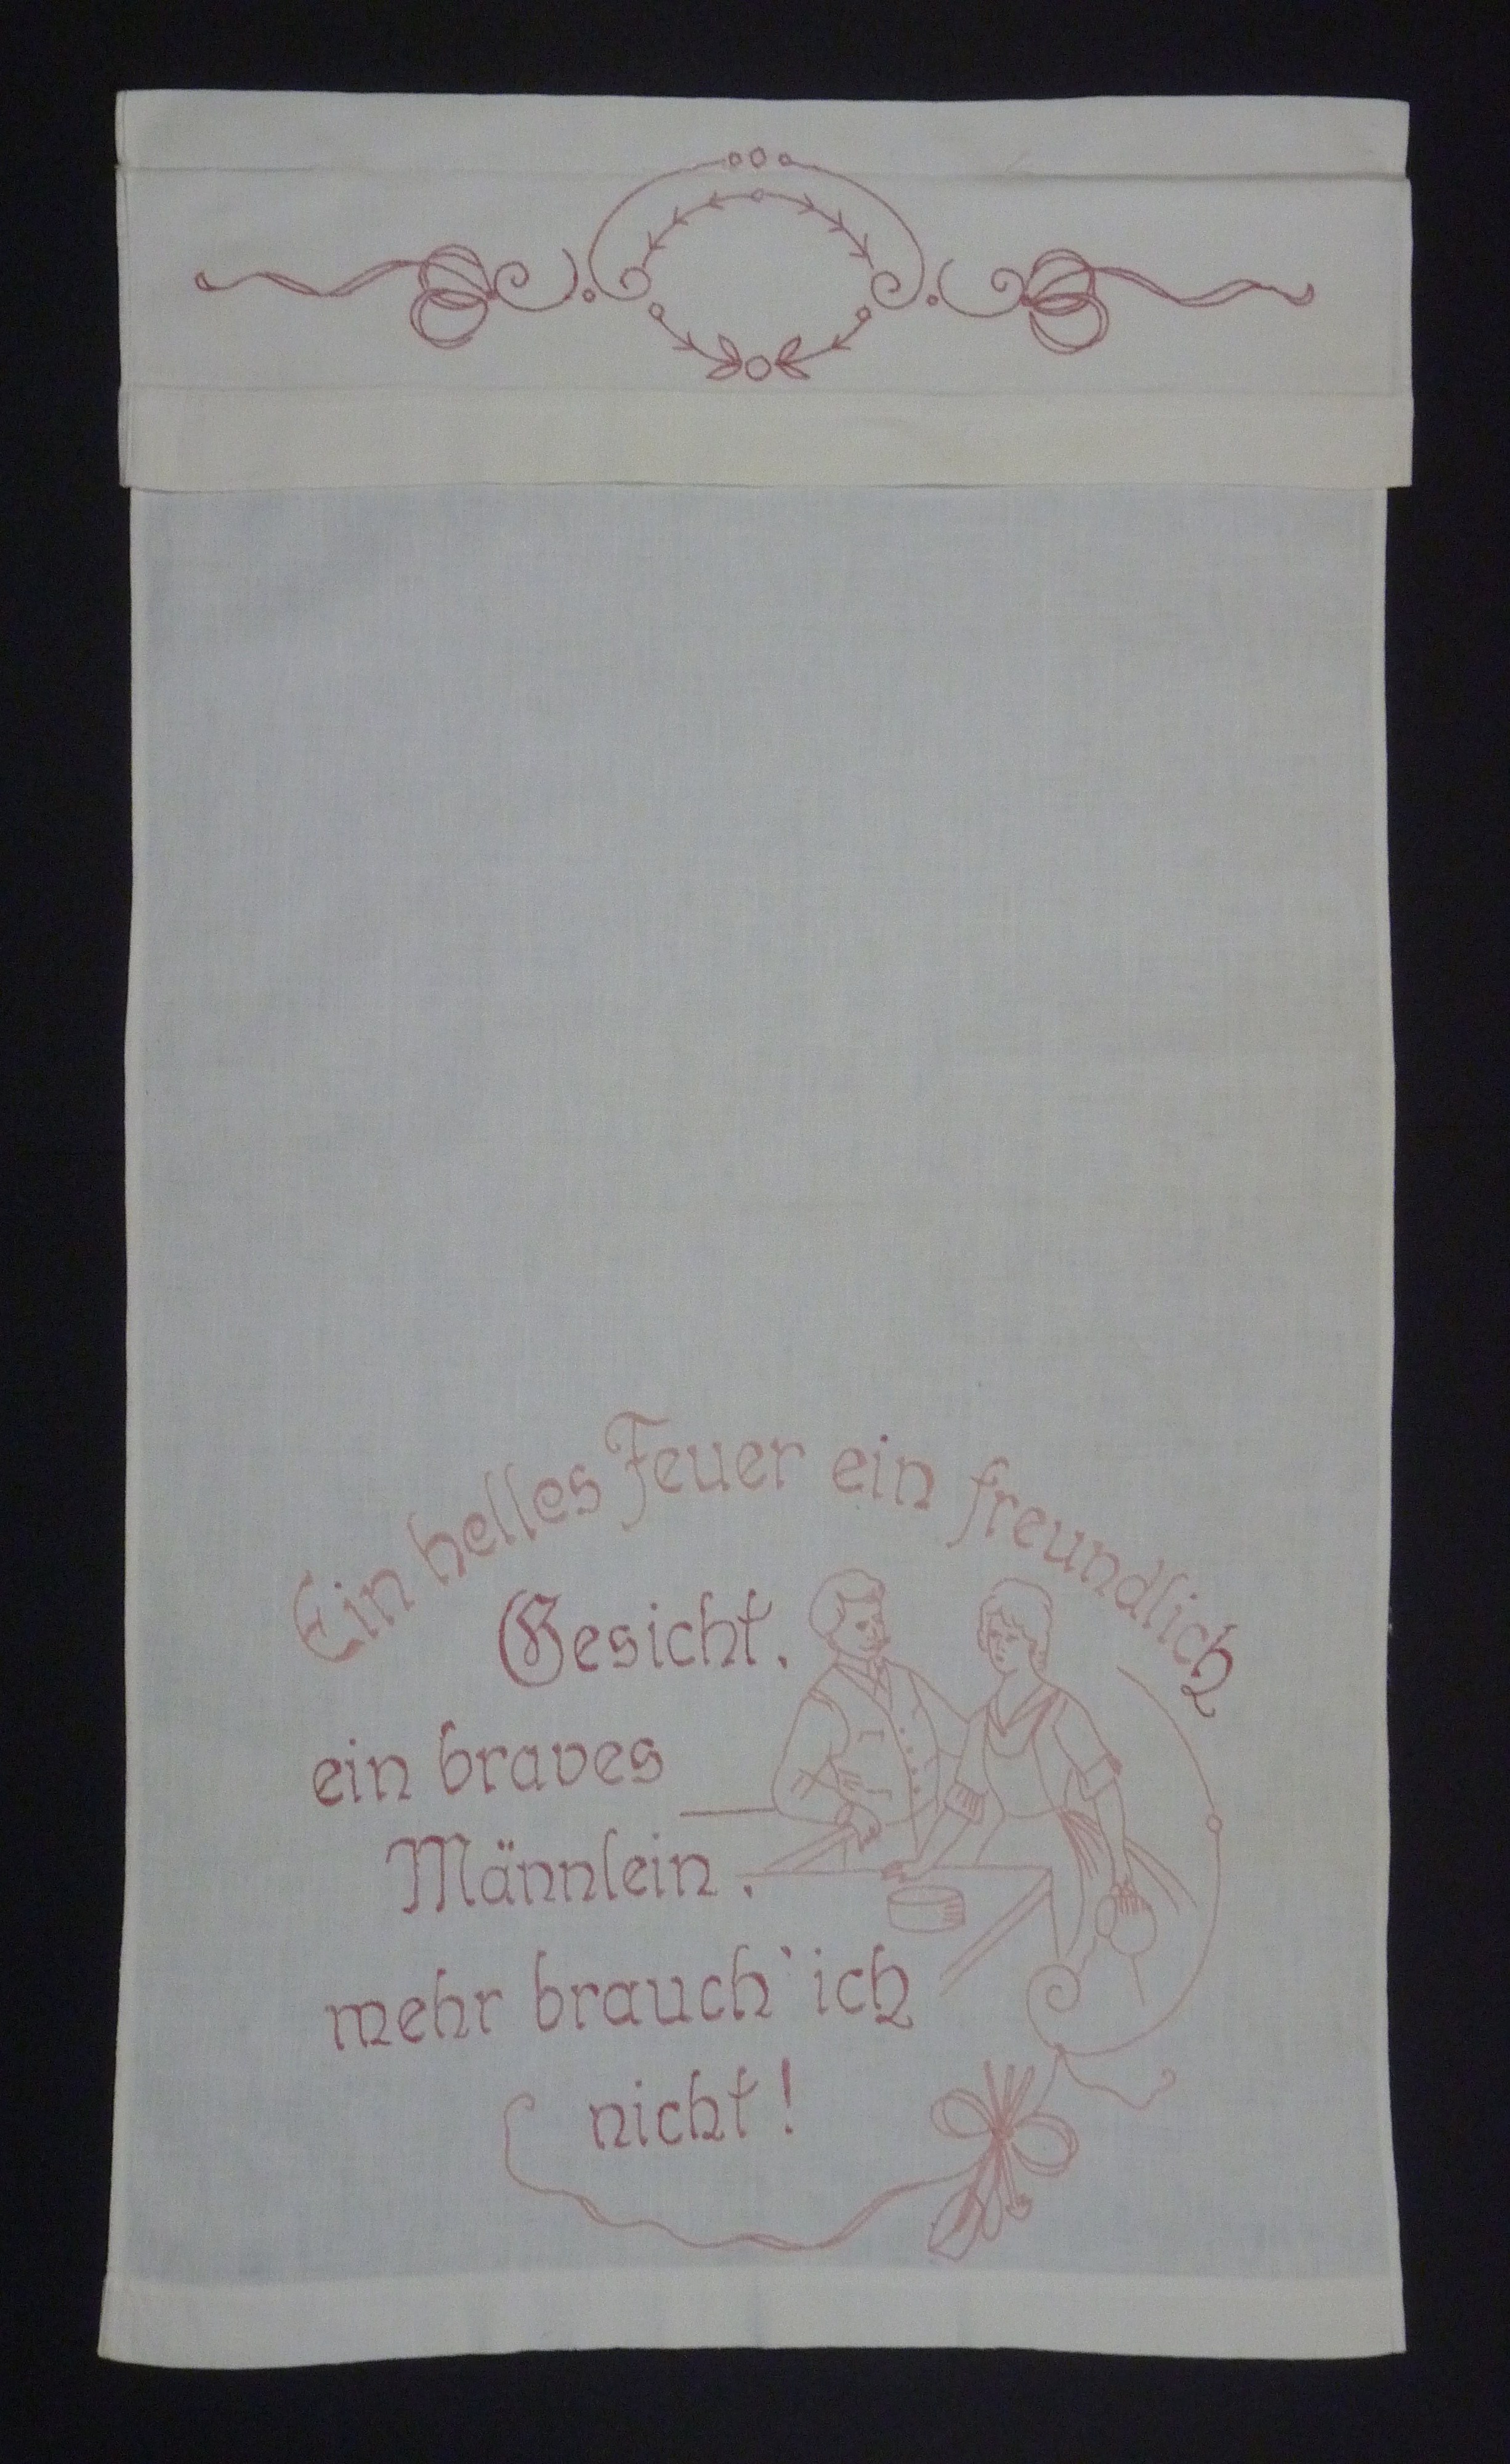 Ein helles Feuer ein freundlich
Gesicht.
ein braves
Männlein.
mehr brauch' ich
nicht!